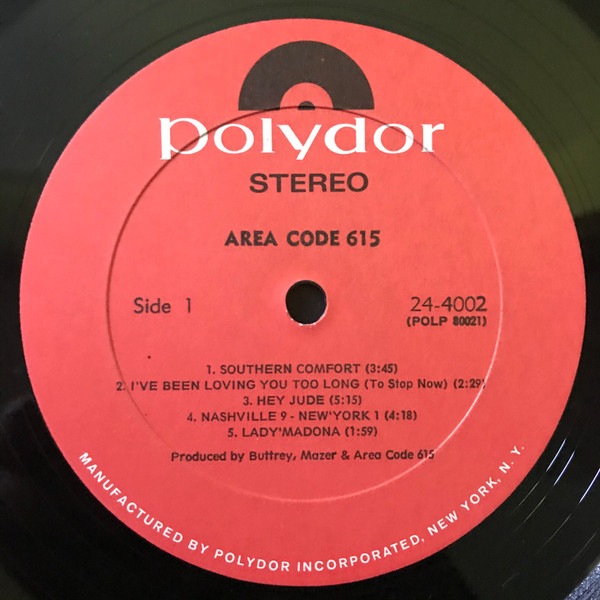 polydor
STEREO
AREA CODE 615
Side 1
24-4002
(POLP 80021)
1. SOUTHERN COMFORT (3:45)
2. I'VE BEEN LOVING YOU TOO LONG (To Stop Now) (2:29)
3. HEY JUDE (5:15)
4. NASHVILLE 9 - NEW'YORK 1 (4:18)
5. LADY'MADONA (1:59)
Produced by Buttrey, Mazer & Area Code 615
MANUFACTURED BY POLYDOR INCORPORATED, NEW YORK, N. Y.